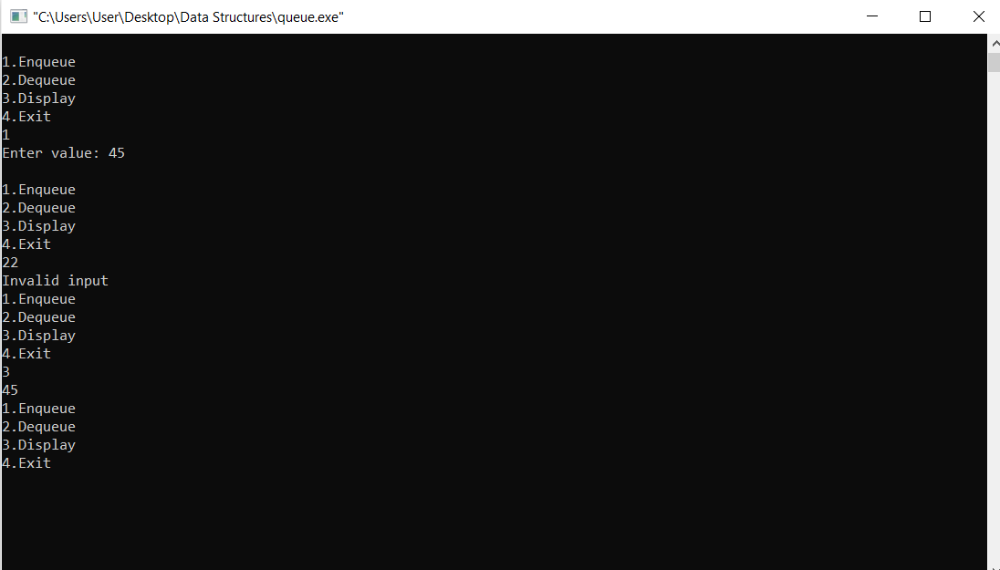 "C:\Users\User\Desktop\Data Structures\queue.exe"
1.Enqueue
2.Dequeue
3.Display
4.Exit
1
Enter value: 45
1.Enqueue
2.Dequeue
3.Display
4.Exit
22
Invalid input
1.Enqueue
2.Dequeue
3.Display
4.Exit
3
45
1.Enqueue
2.Dequeue
3.Display
4.Exit